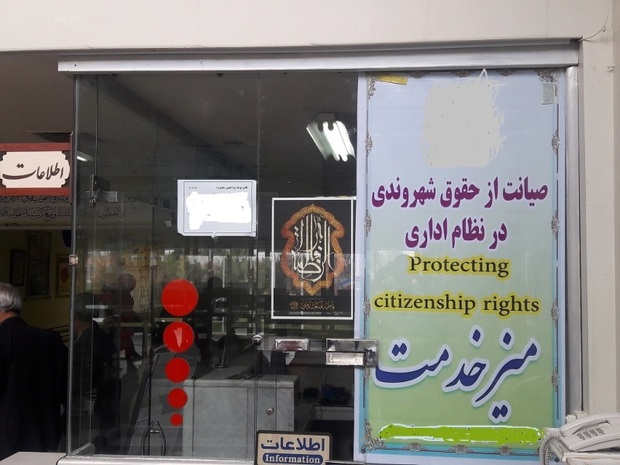 صیانت از حقوق شهروندی
در نظام اداری
Protecting
citizenship rights
میز خدمت
اطلاعات
اطلاعات
Information